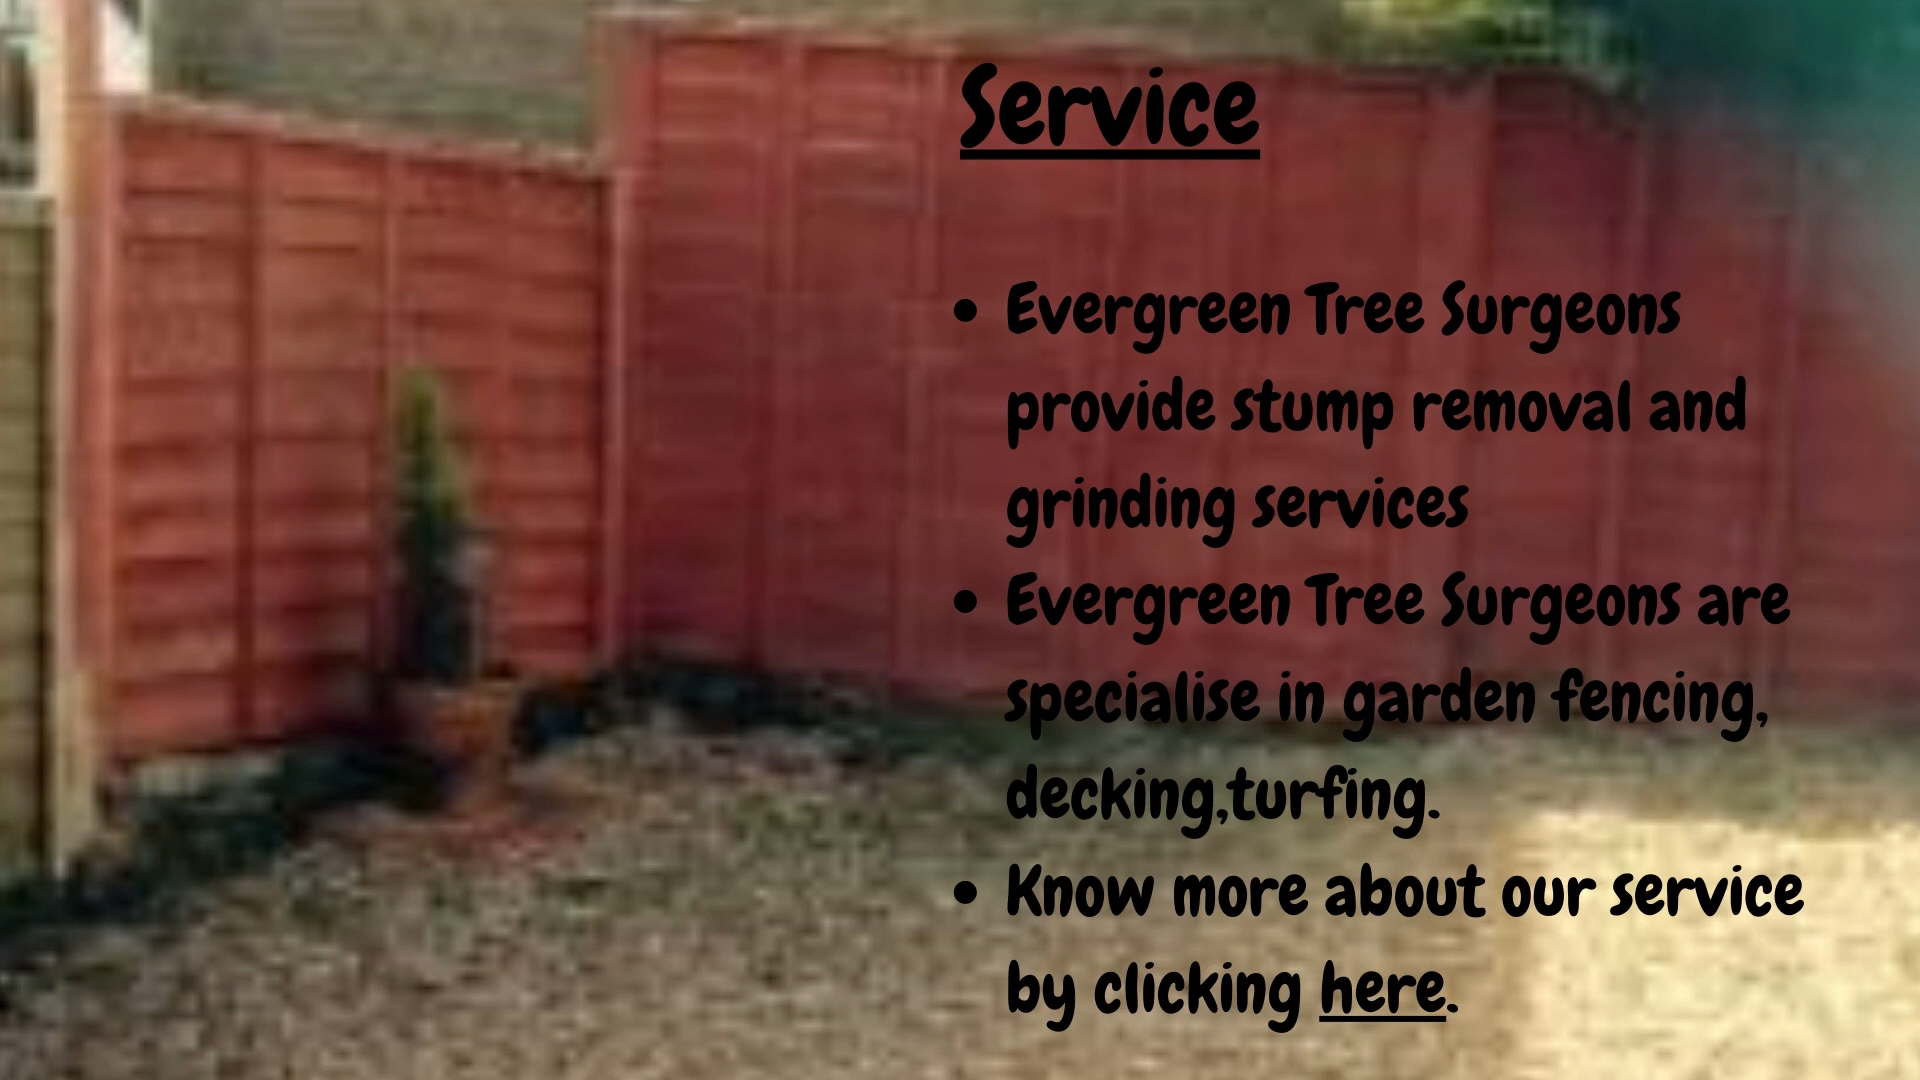 Service
• Evergreen Tree Surgeons
provide stump removal and
grinding services
• Evergreen Tree Surgeons are
specialise in garden fencing,
decking,turfing.
• Know more about our service
by clicking here.